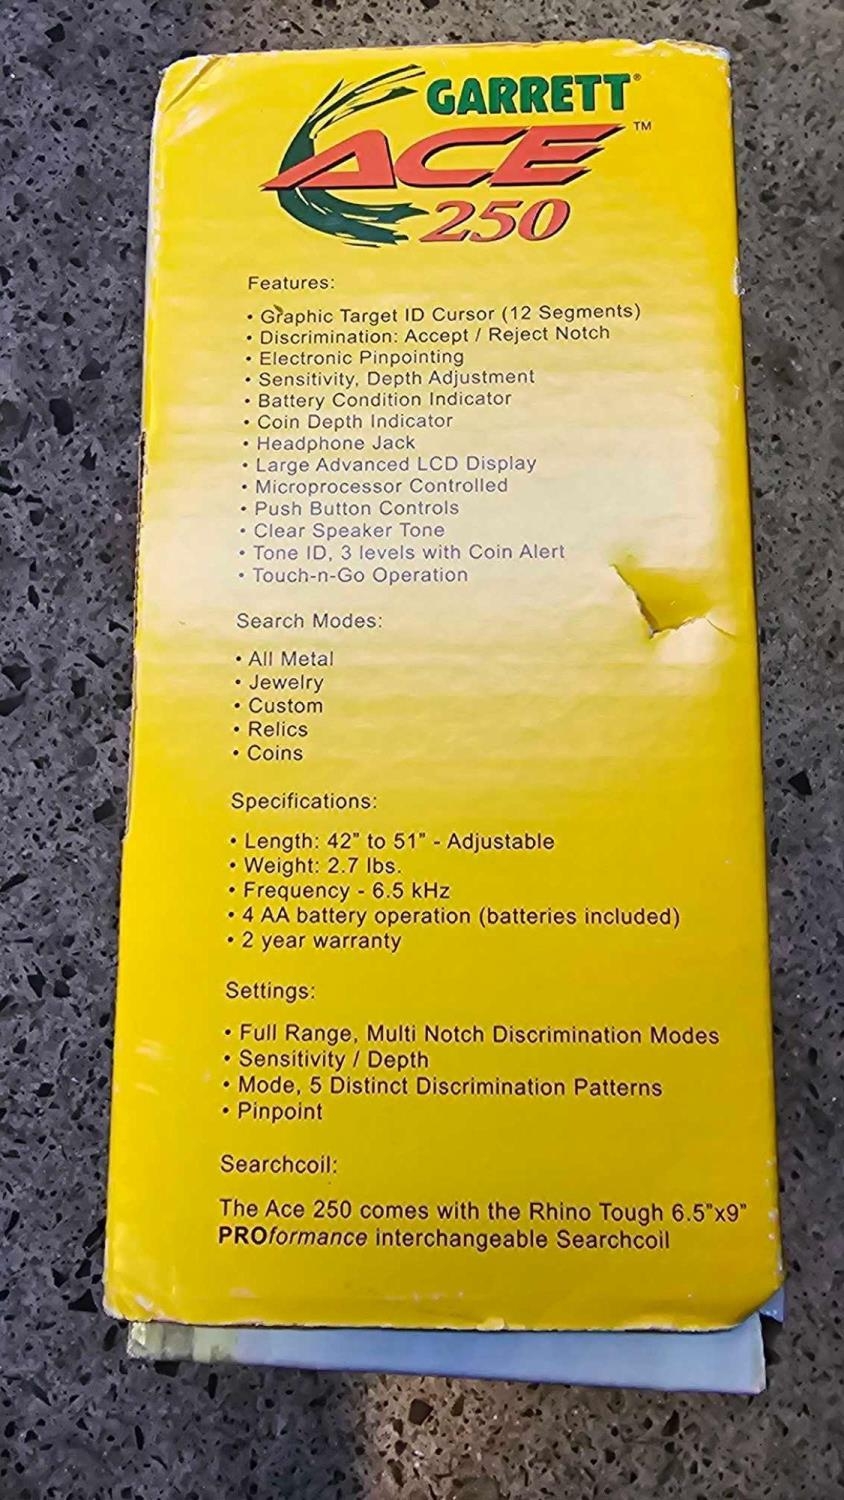 GARRETT®
ACE™
250
Features:
• Graphic Target ID Cursor (12 Segments)
• Discrimination: Accept / Reject Notch
• Electronic Pinpointing
• Sensitivity, Depth Adjustment
• Battery Condition Indicator
• Coin Depth Indicator
• Headphone Jack
• Large Advanced LCD Display
• Microprocessor Controlled
• Push Button Controls
• Clear Speaker Tone
• Tone ID, 3 levels with Coin Alert
• Touch-n-Go Operation
Search Modes:
• All Metal
• Jewelry
• Custom
• Relics
• Coins
Specifications:
• Length: 42” to 51” - Adjustable
• Weight: 2.7 lbs.
• Frequency - 6.5 kHz
• 4 AA battery operation (batteries included)
• 2 year warranty
Settings:
• Full Range, Multi Notch Discrimination Modes
• Sensitivity / Depth
• Mode, 5 Distinct Discrimination Patterns
• Pinpoint
Searchcoil:
The Ace 250 comes with the Rhino Tough 6.5”x9”
PROformance interchangeable Searchcoil